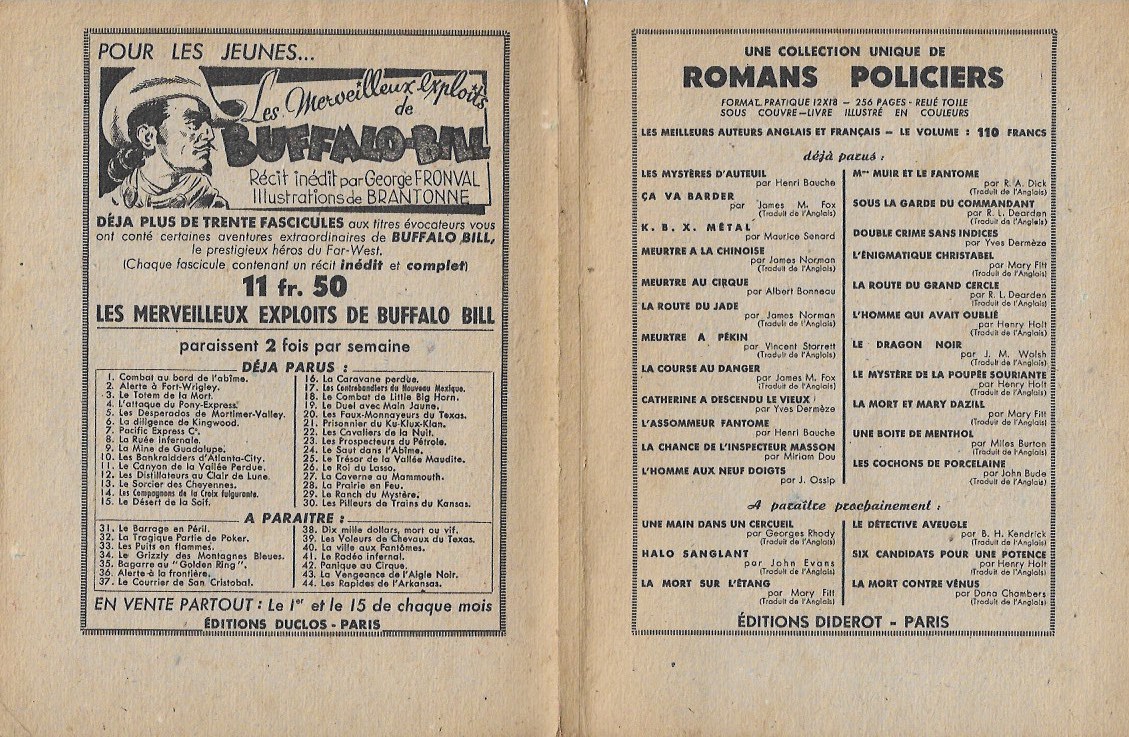 POUR LES JEUNES...
Les Merveilleux Exploits
de
BUFFALO-BILL
Récit inédit par George FRONVAL
Illustrations de BRANTONNE
DÉJA PLUS DE TRENTE FASCICULES aux titres évocateurs vous
ont conté certaines aventures extraordinaires de BUFFALO BILL,
le prestigieux héros du Far-West.
(Chaque fascicule contenant un récit inédit et complet)
11 fr. 50
LES MERVEILLEUX EXPLOITS DE BUFFALO BILL
paraissent 2 fois par semaine
DÉJA PARUS :
1. Combat au bord de l'abîme.
2. Alerte à Fort-Wrigley.
3. Le Totem de la Mort.
4. L'attaque du Pony-Express.
5. Les Desperados de Mortimer-Valley.
6. La diligence de Kingwood.
7. Pacific Express Cº.
8. La Ruée infernale.
9. La Mine de Guadalupe.
10. Les Bankraidders d'Atlanta-City.
11. Le Canyon de la Vallée Perdue.
12. Les Distillateurs au Clair de Lune.
13. Le Sorcier des Cheyennes.
14. Les Compagnons de la Croix fulgurante.
15. Le Désert de la Soif.
16. La Caravane perdue.
17. Les Contrebandiers du Nouveau Mexique.
18. Le Combat de Little Big Horn.
19. Le Duel avec Main Jaune.
20. Les Faux-Monnayeurs du Texas.
21. Prisonnier du Ku-Klux-Klan.
22. Les Cavaliers de la Nuit.
23. Les Prospecteurs du Pétrole.
24. Le Saut dans l'Abîme.
25. Le Trésor de la Vallée Maudite.
26. Le Roi du Lasso.
27. La Caverne au Mammouth.
28. La Prairie en Feu.
29. Le Ranch du Mystère.
30. Les Pilleurs de Trains du Kansas.
A PARAITRE :
31. Le Barrage en Péril.
32. La Tragique Partie de Poker.
33. Les Puits en flammes.
34. Le Grizzly des Montagnes Bleues.
35. Bagarre au "Golden Ring".
36. Alerte à la frontière.
37. Le Courrier de San Cristobal.
38. Dix mille dollars, mort ou vif.
39. Les Voleurs de Chevaux du Texas.
40. La ville aux Fantômes.
41. Le Radéo infernal.
42. Panique au Cirque.
43. La Vengeance de l'Aigle Noir.
44. Les Rapides de l'Arkansas.
EN VENTE PARTOUT : Le 1er et le 15 de chaque mois
ÉDITIONS DUCLOS - PARIS
UNE COLLECTION UNIQUE DE
ROMANS POLICIERS
FORMAT PRATIQUE 12X18 — 256 PAGES - RELIÉ TOILE
SOUS COUVRE-LIVRE ILLUSTRÉ EN COULEURS
LES MEILLEURS AUTEURS ANGLAIS ET FRANÇAIS — LE VOLUME : 110 FRANCS
déjà parus :
LES MYSTÈRES D'AUTEUIL
par Henri Bauche
ÇA VA BARDER
par James M. Fox
(Traduit de l'Anglais)
K. B. X. MÉTAL
par Maurice Senard
MEURTRE A LA CHINOISE
par James Norman
(Traduit de l'Anglais)
MEURTRE AU CIRQUE
par Albert Bonneau
LA ROUTE DU JADE
par James Norman
(Traduit de l'Anglais)
MEURTRE A PÉKIN
par Vincent Starrett
(Traduit de l'Anglais)
LA COURSE AU DANGER
par James M. Fox
(Traduit de l'Anglais)
CATHERINE A DESCENDU LE VIEUX
par Yves Dermèze
L'ASSOMMEUR FANTOME
par Henri Bauche
LA CHANCE DE L'INSPECTEUR MASSON
par Miriam Dou
L'HOMME AUX NEUF DOIGTS
par J. Ossip
Mme MUIR ET LE FANTOME
par R. A. Dick
(Traduit de l'Anglais)
SOUS LA GARDE DU COMMANDANT
par R. L. Dearden
(Traduit de l'Anglais)
DOUBLE CRIME SANS INDICES
par Yves Dermèze
L'ÉNIGMATIQUE CHRISTABEL
par Mary Fitt
(Traduit de l'Anglais)
LA ROUTE DU GRAND CERCLE
par R. L. Dearden
(Traduit de l'Anglais)
L'HOMME QUI AVAIT OUBLIÉ
par Henry Holt
(Traduit de l'Anglais)
LE DRAGON NOIR
par J. M. Walsh
(Traduit de l'Anglais)
LE MYSTÈRE DE LA POUPÉE SOURIANTE
par Henry Holt
(Traduit de l'Anglais)
LA MORT ET MARY DAZILL
par Mary Fitt
(Traduit de l'Anglais)
UNE BOITE DE MENTHOL
par Miles Burton
(Traduit de l'Anglais)
LES COCHONS DE PORCELAINE
par John Bude
(Traduit de l'Anglais)
A paraître prochainement :
UNE MAIN DANS UN CERCUEIL
par Georges Rhody
(Traduit de l'Anglais)
HALO SANGLANT
par John Evans
(Traduit de l'Anglais)
LA MORT SUR L'ÉTANG
par Mary Fitt
(Traduit de l'Anglais)
LE DÉTECTIVE AVEUGLE
par B. H. Kendrick
(Traduit de l'Anglais)
SIX CANDIDATS POUR UNE POTENCE
par Henry Holt
(Traduit de l'Anglais)
LA MORT CONTRE VÉNUS
par Dana Chambers
(Traduit de l'Anglais)
ÉDITIONS DIDEROT - PARIS